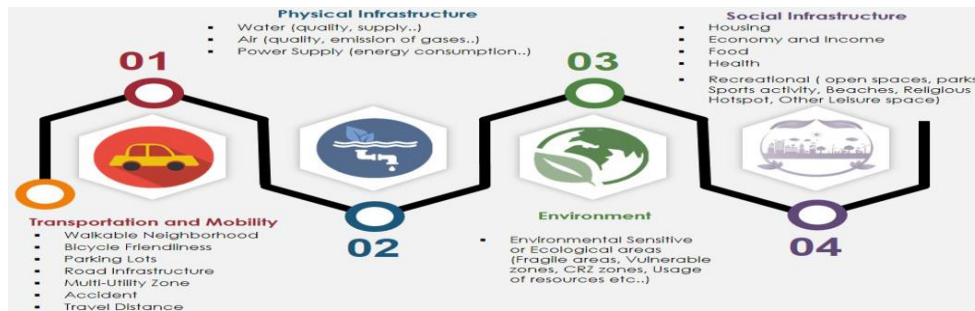 Physical Infrastructure
▪ Water (quality, supply..)
▪ Air (quality, emission of gases..)
▪ Power Supply (energy consumption..)
Social Infrastructure
▪ Housing
▪ Economy and Income
▪ Food
▪ Health
▪ Recreational ( open spaces, parks
Sports activity, Beaches, Religious
Hotspot, Other Leisure space)
01
03
Transportation and Mobility
▪ Walkable Neighborhood
▪ Bicycle Friendliness
▪ Parking Lots
▪ Road Infrastructure
▪ Multi-Utility Zone
▪ Accident
▪ Travel Distance
02
Environment
▪ Environmental Sensitive
or Ecological areas
(Fragile areas, Vulnerable
zones, CRZ zones, Usage
of resources etc..)
04